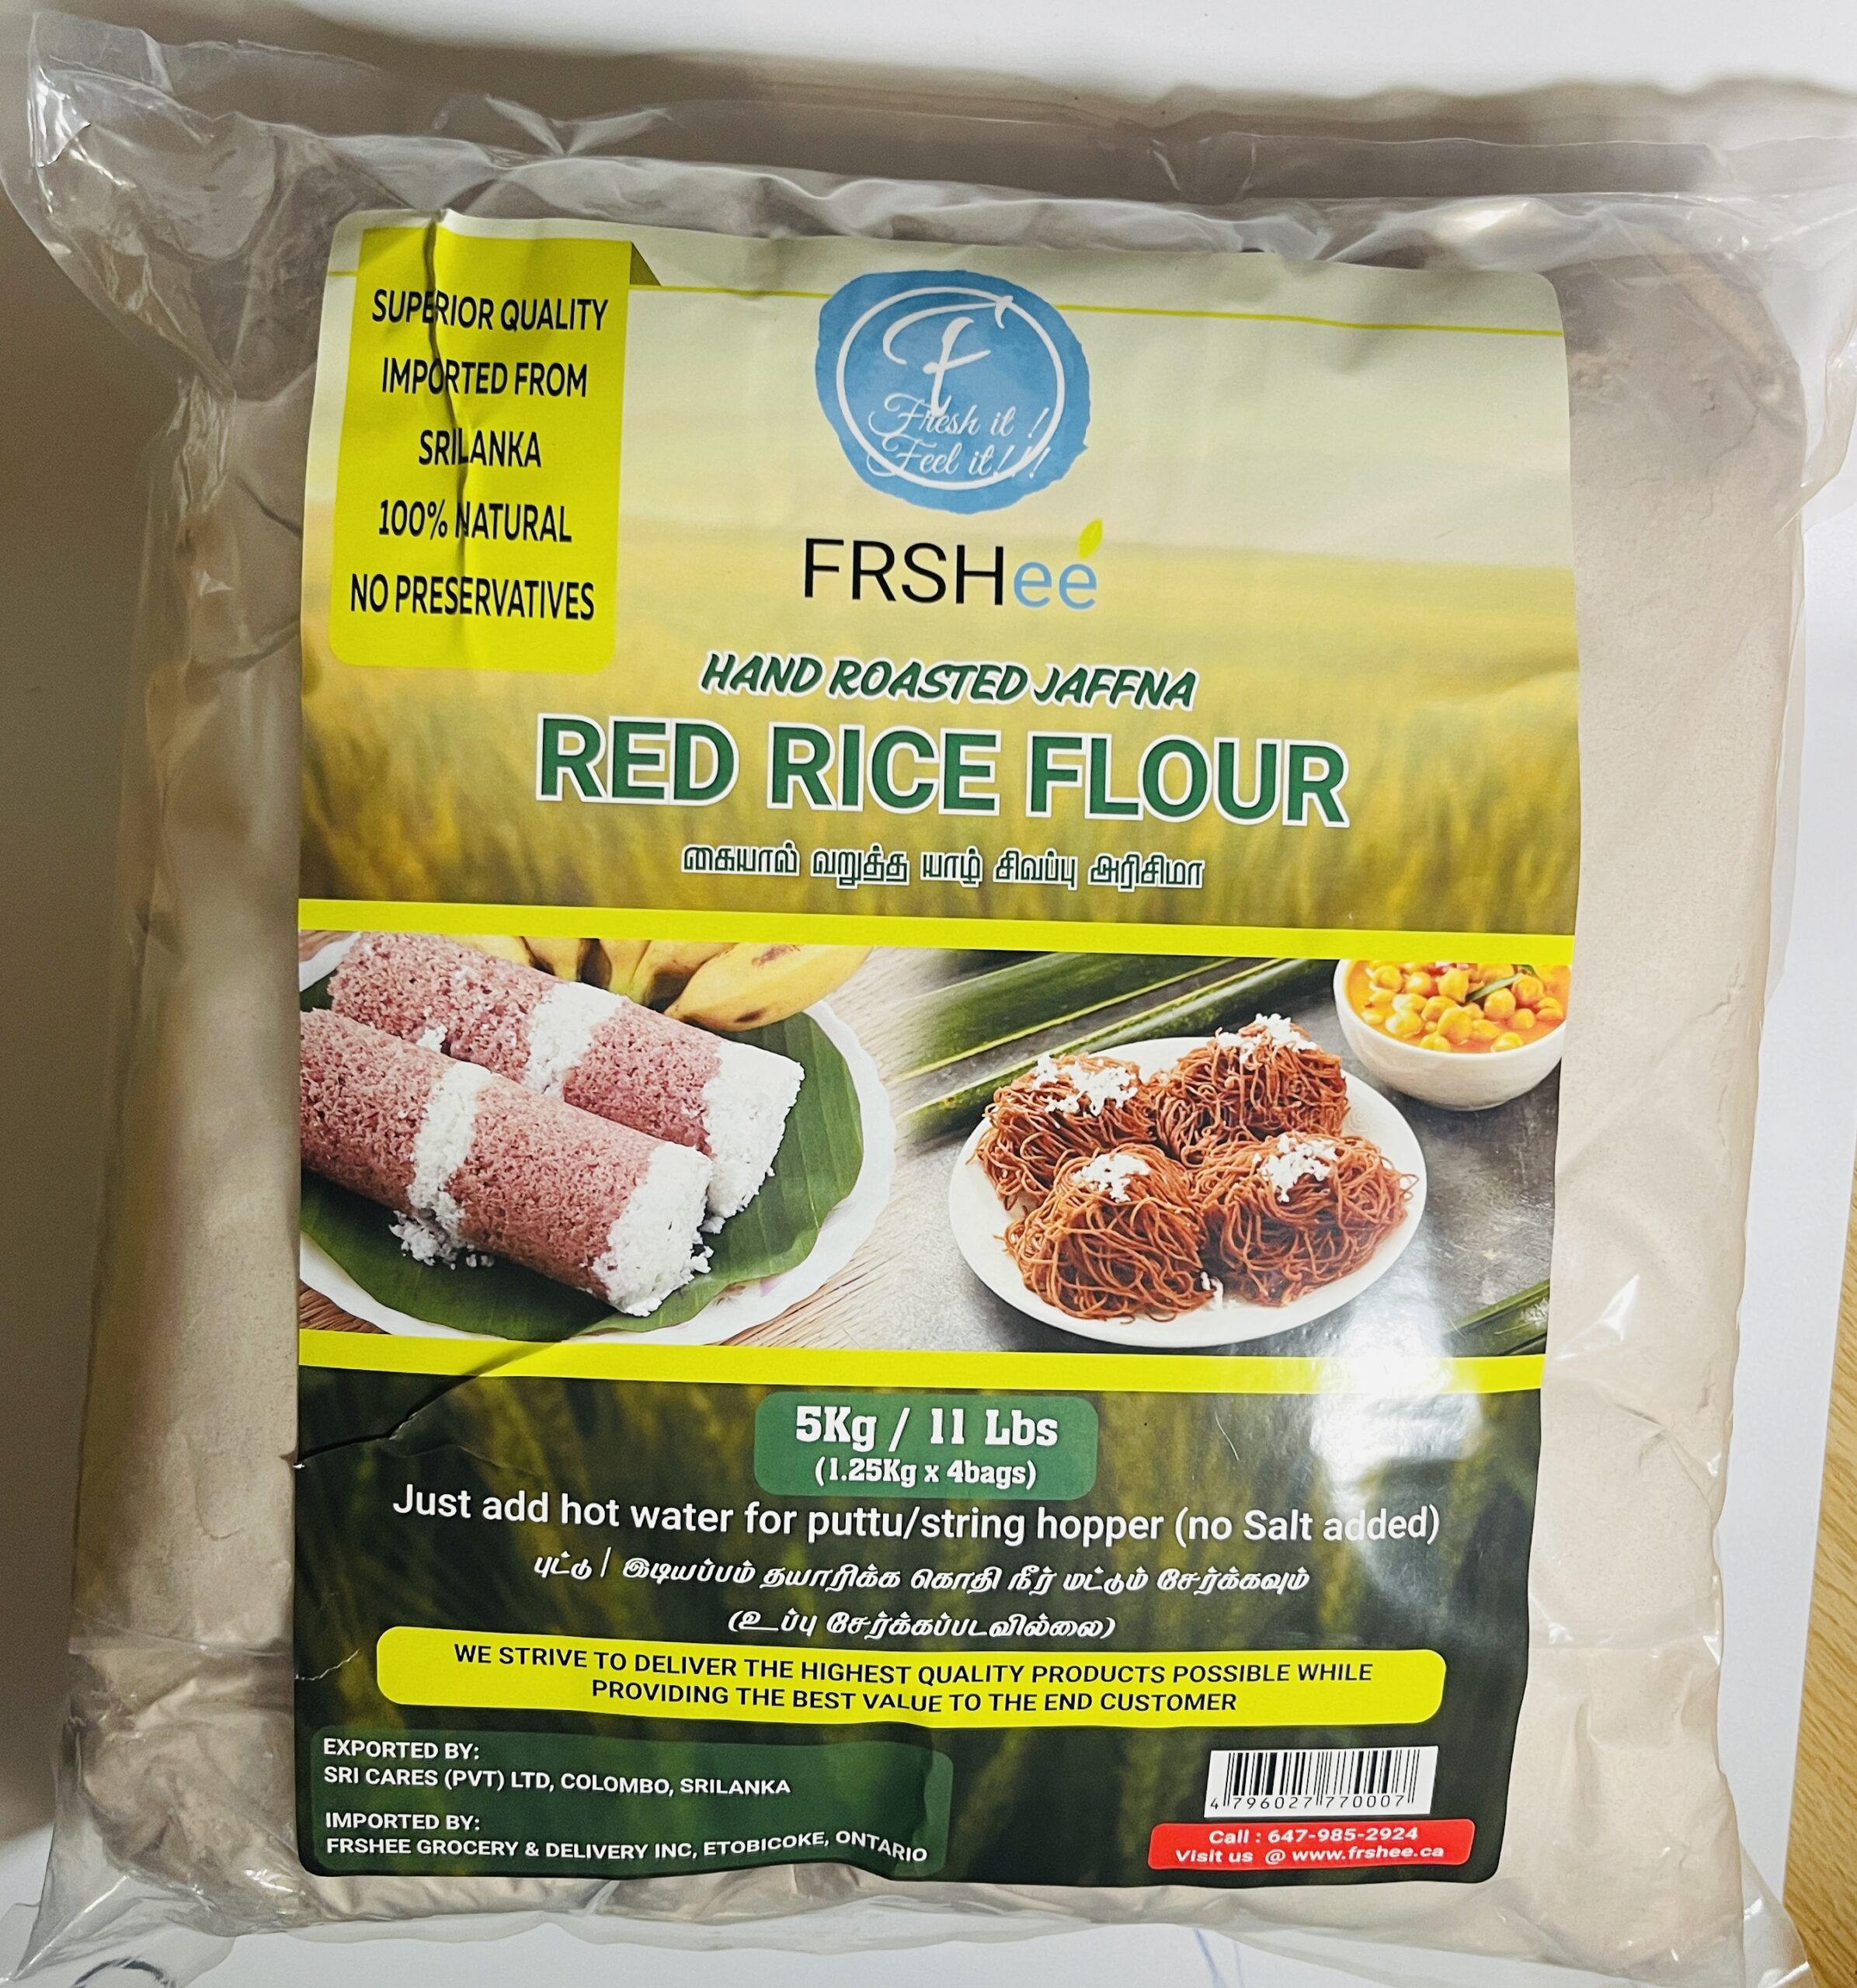 SUPERIOR QUALITY
IMPORTED FROM
SRILANKA
100% NATURAL
NO PRESERVATIVES
F
Fresh it !
Feel it!!!
FRSHee
HAND ROASTED JAFFNA
RED RICE FLOUR
கையால் வறுத்த யாழ் சிவப்பு அரிசிமா
5Kg / 11 Lbs
(1.25Kg x 4bags)
Just add hot water for puttu/string hopper (no Salt added)
புட்டு / இடியப்பம் தயாரிக்க கொதி நீர் மட்டும் சேர்க்கவும்
(உப்பு சேர்க்கப்படவில்லை)
WE STRIVE TO DELIVER THE HIGHEST QUALITY PRODUCTS POSSIBLE WHILE
PROVIDING THE BEST VALUE TO THE END CUSTOMER
EXPORTED BY:
SRI CARES (PVT) LTD, COLOMBO, SRILANKA
IMPORTED BY:
FRSHEE GROCERY & DELIVERY INC, ETOBICOKE, ONTARIO
4 796027 770007
Call : 647-985-2924
Visit us @ www.frshee.ca